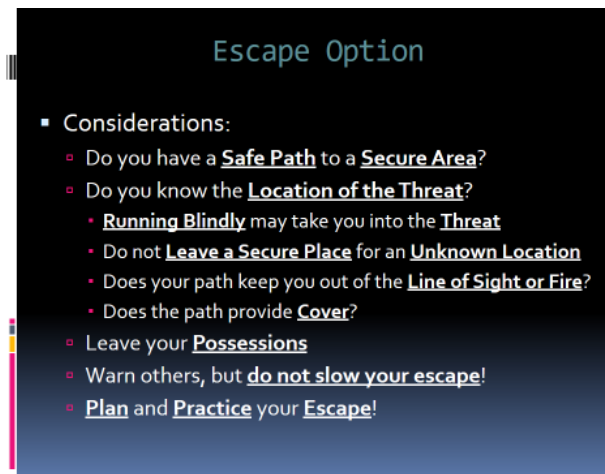 Escape Option
Considerations:
Do you have a Safe Path to a Secure Area?
Do you know the Location of the Threat?
Running Blindly may take you into the Threat
Do not Leave a Secure Place for an Unknown Location
Does your path keep you out of the Line of Sight or Fire?
Does the path provide Cover?
Leave your Possessions
Warn others, but do not slow your escape!
Plan and Practice your Escape!